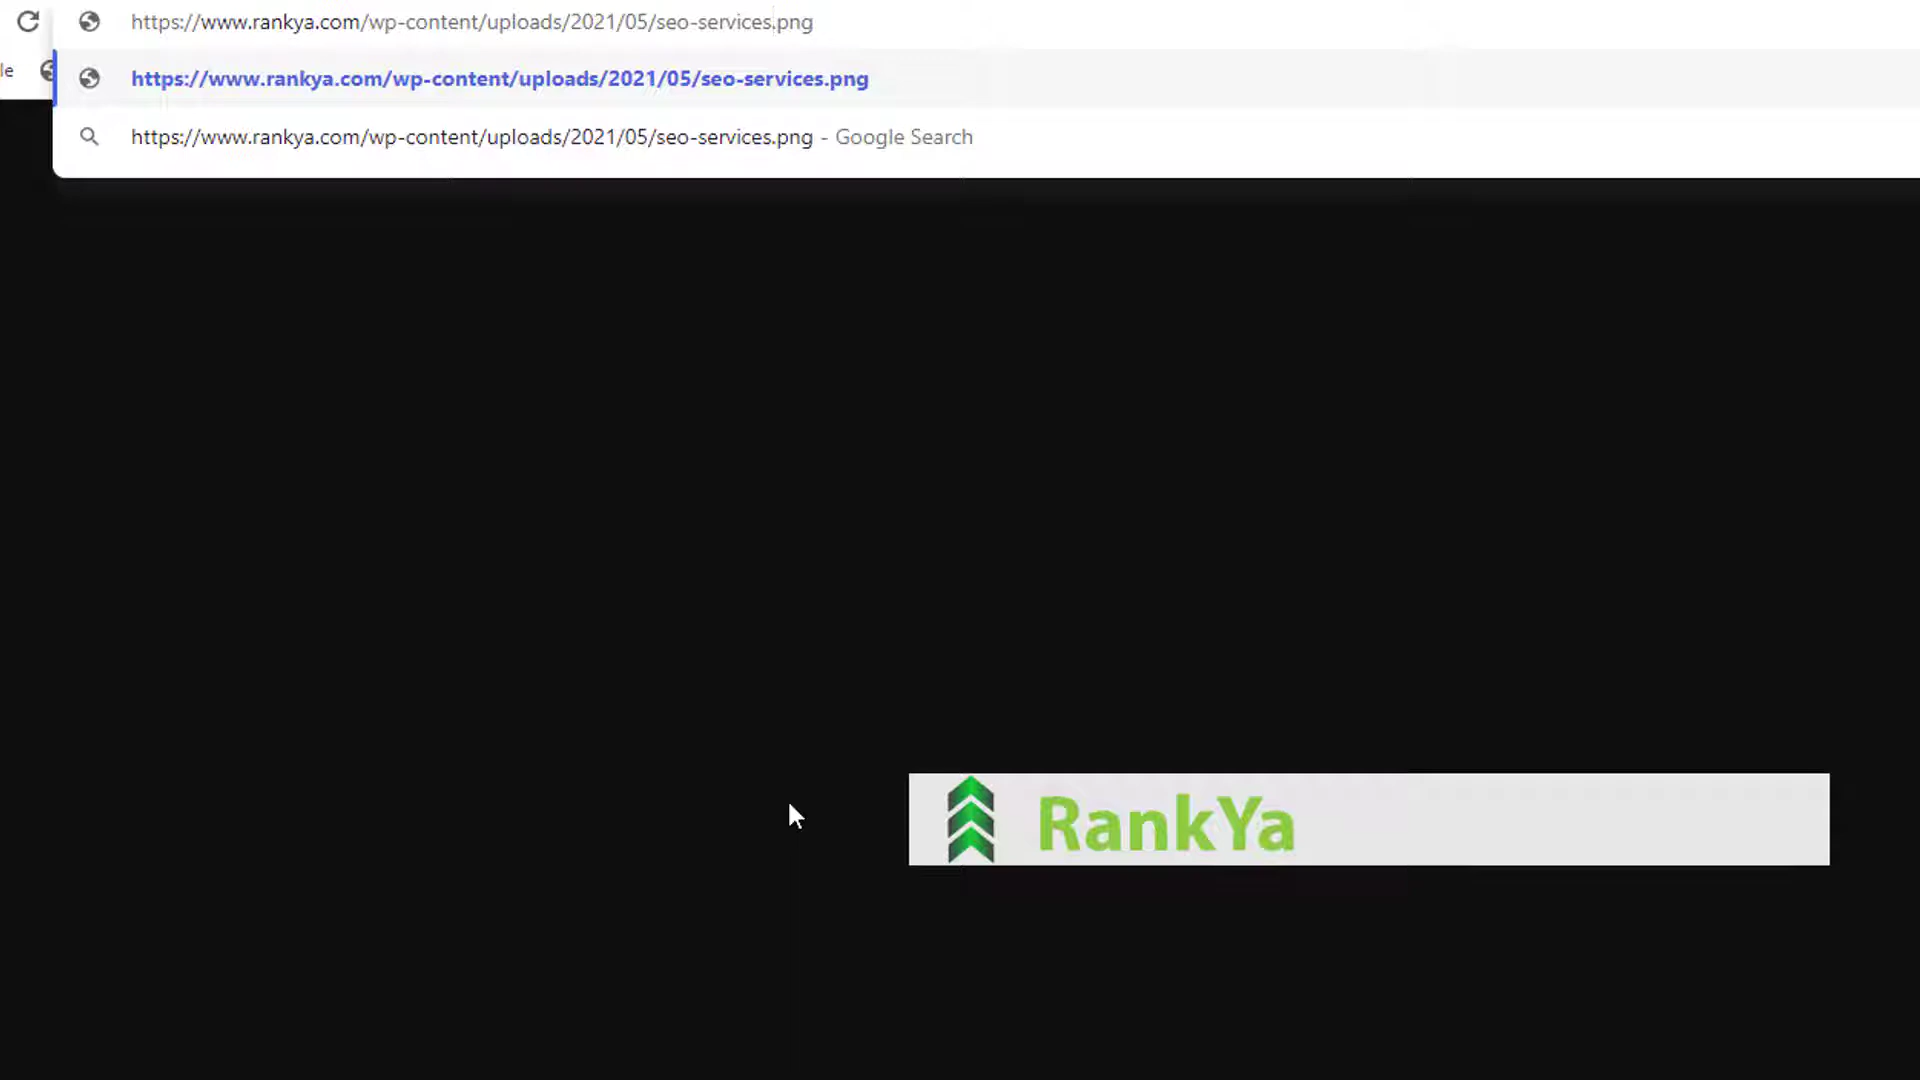 https://www.rankya.com/wp-content/uploads/2021/05/seo-services.png
le
https://www.rankya.com/wp-content/uploads/2021/05/seo-services.png
https://www.rankya.com/wp-content/uploads/2021/05/seo-services.png - Google Search
RankYa